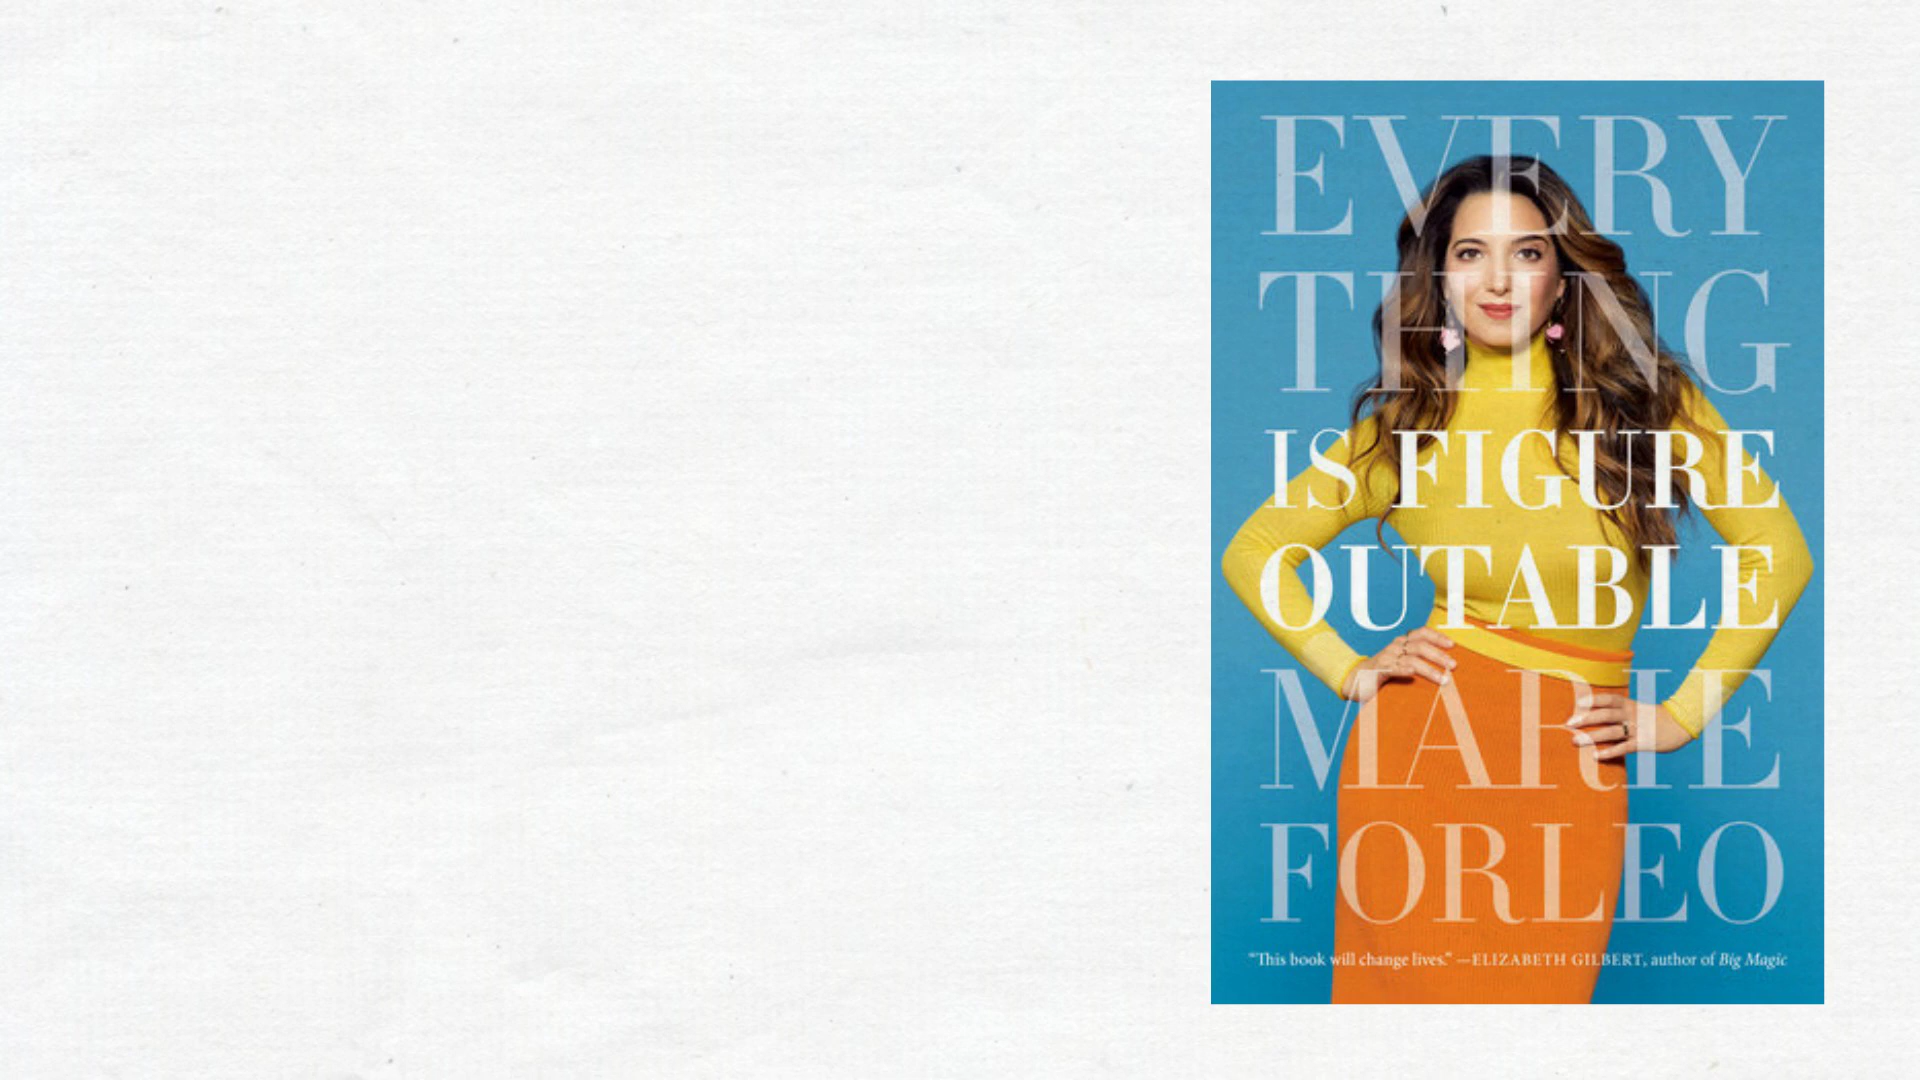 EVERY
THING
IS FIGURE
OUTABLE
MARIE
FORLEO
“This book will change lives.” —ELIZABETH GILBERT, author of Big Magic